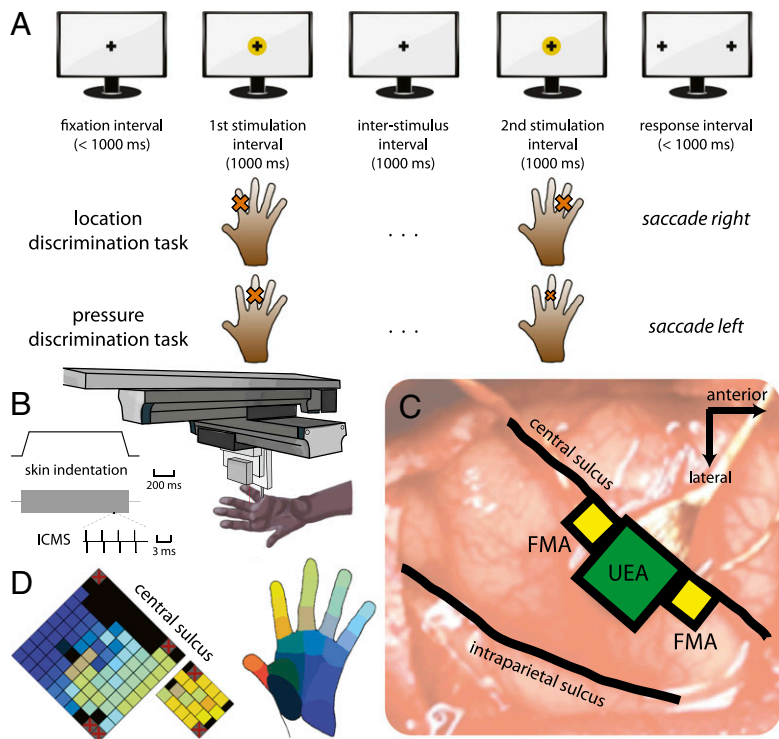 A
fixation interval
(< 1000 ms)
1st stimulation
interval
(1000 ms)
inter-stimulus
interval
(1000 ms)
2nd stimulation
interval
(1000 ms)
response interval
(< 1000 ms)
location
discrimination task
. . .
saccade right
pressure
discrimination task
. . .
saccade left
B
skin indentation
200 ms
ICMS
3 ms
C
anterior
lateral
central sulcus
FMA
UEA
FMA
intraparietal sulcus
D
central sulcus